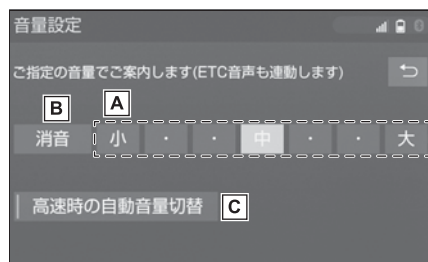 音量設定
ご指定の音量でご案内します(ETC音声も連動します)
B A
消音 小 ・ ・ 中 ・ ・ 大
高速時の自動音量切替 C